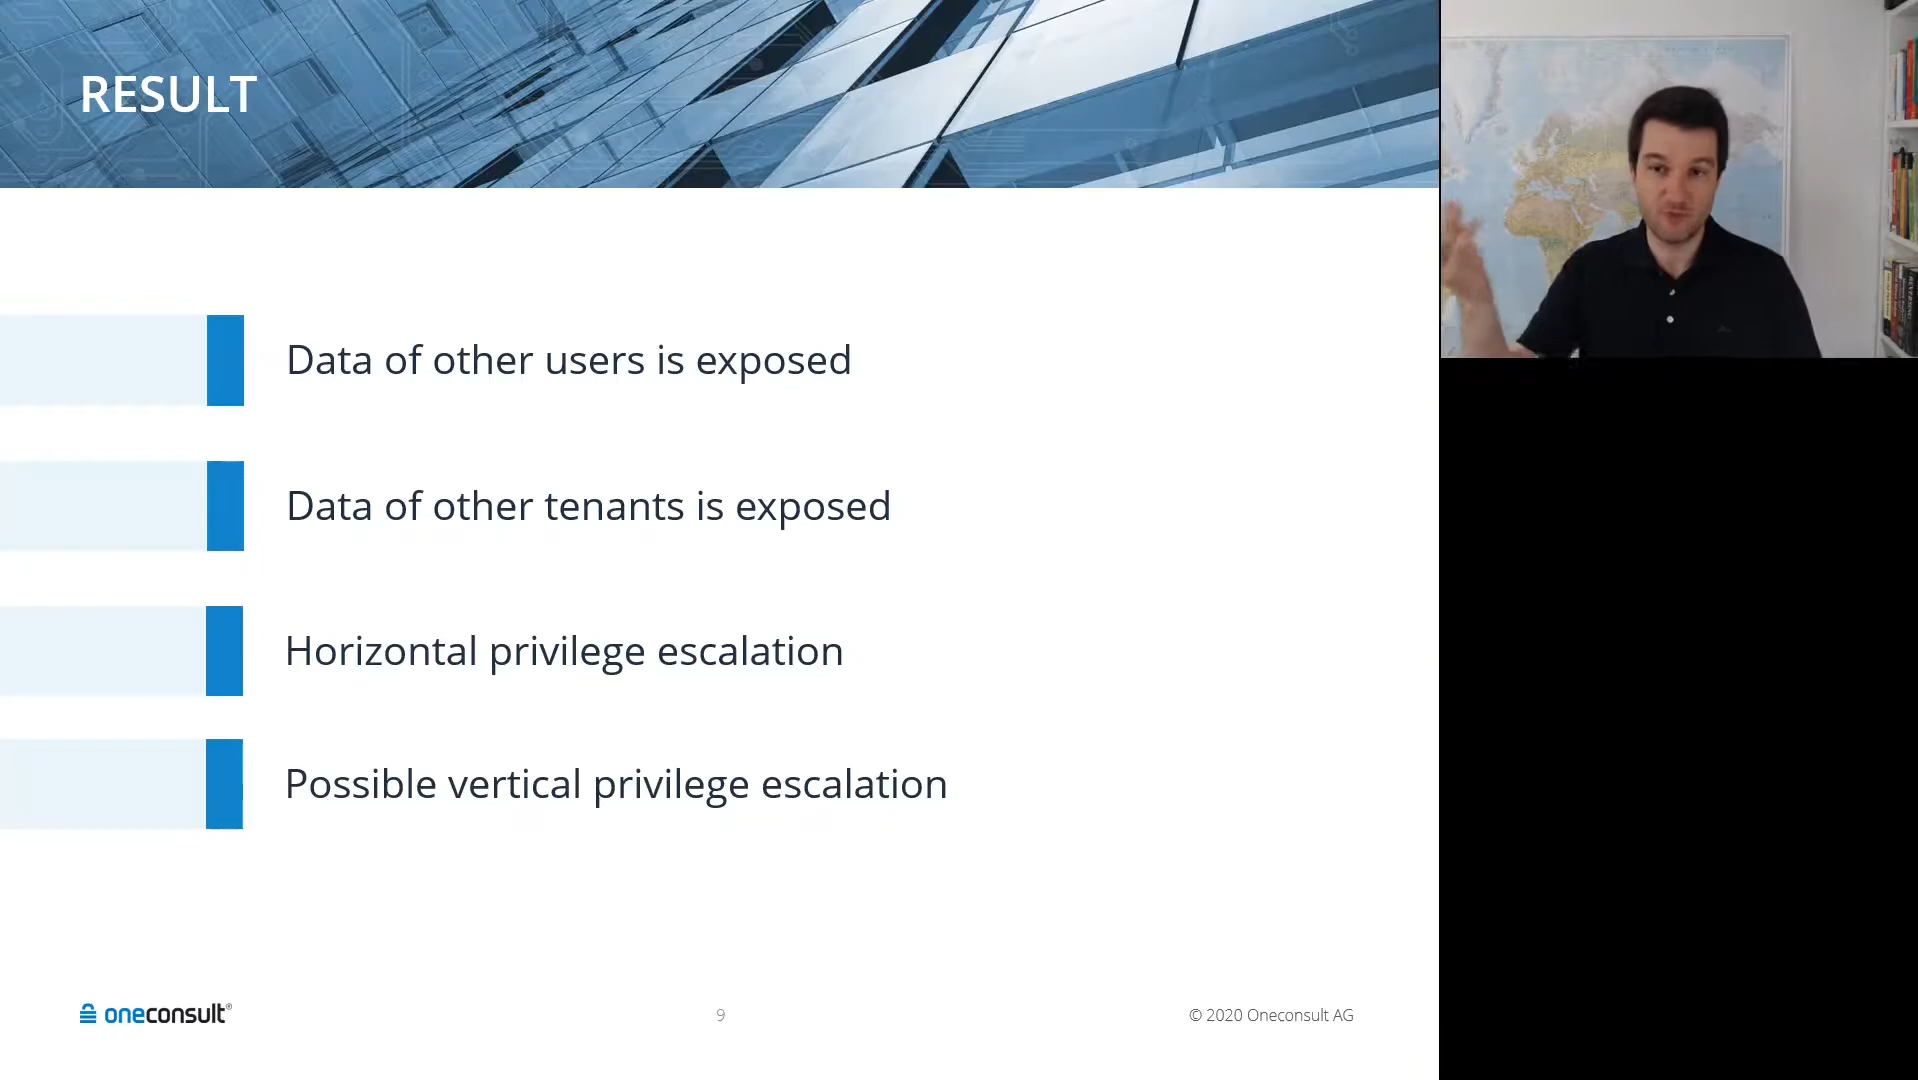 RESULT
Data of other users is exposed
Data of other tenants is exposed
Horizontal privilege escalation
Possible vertical privilege escalation
oneconsult®
9
© 2020 Oneconsult AG